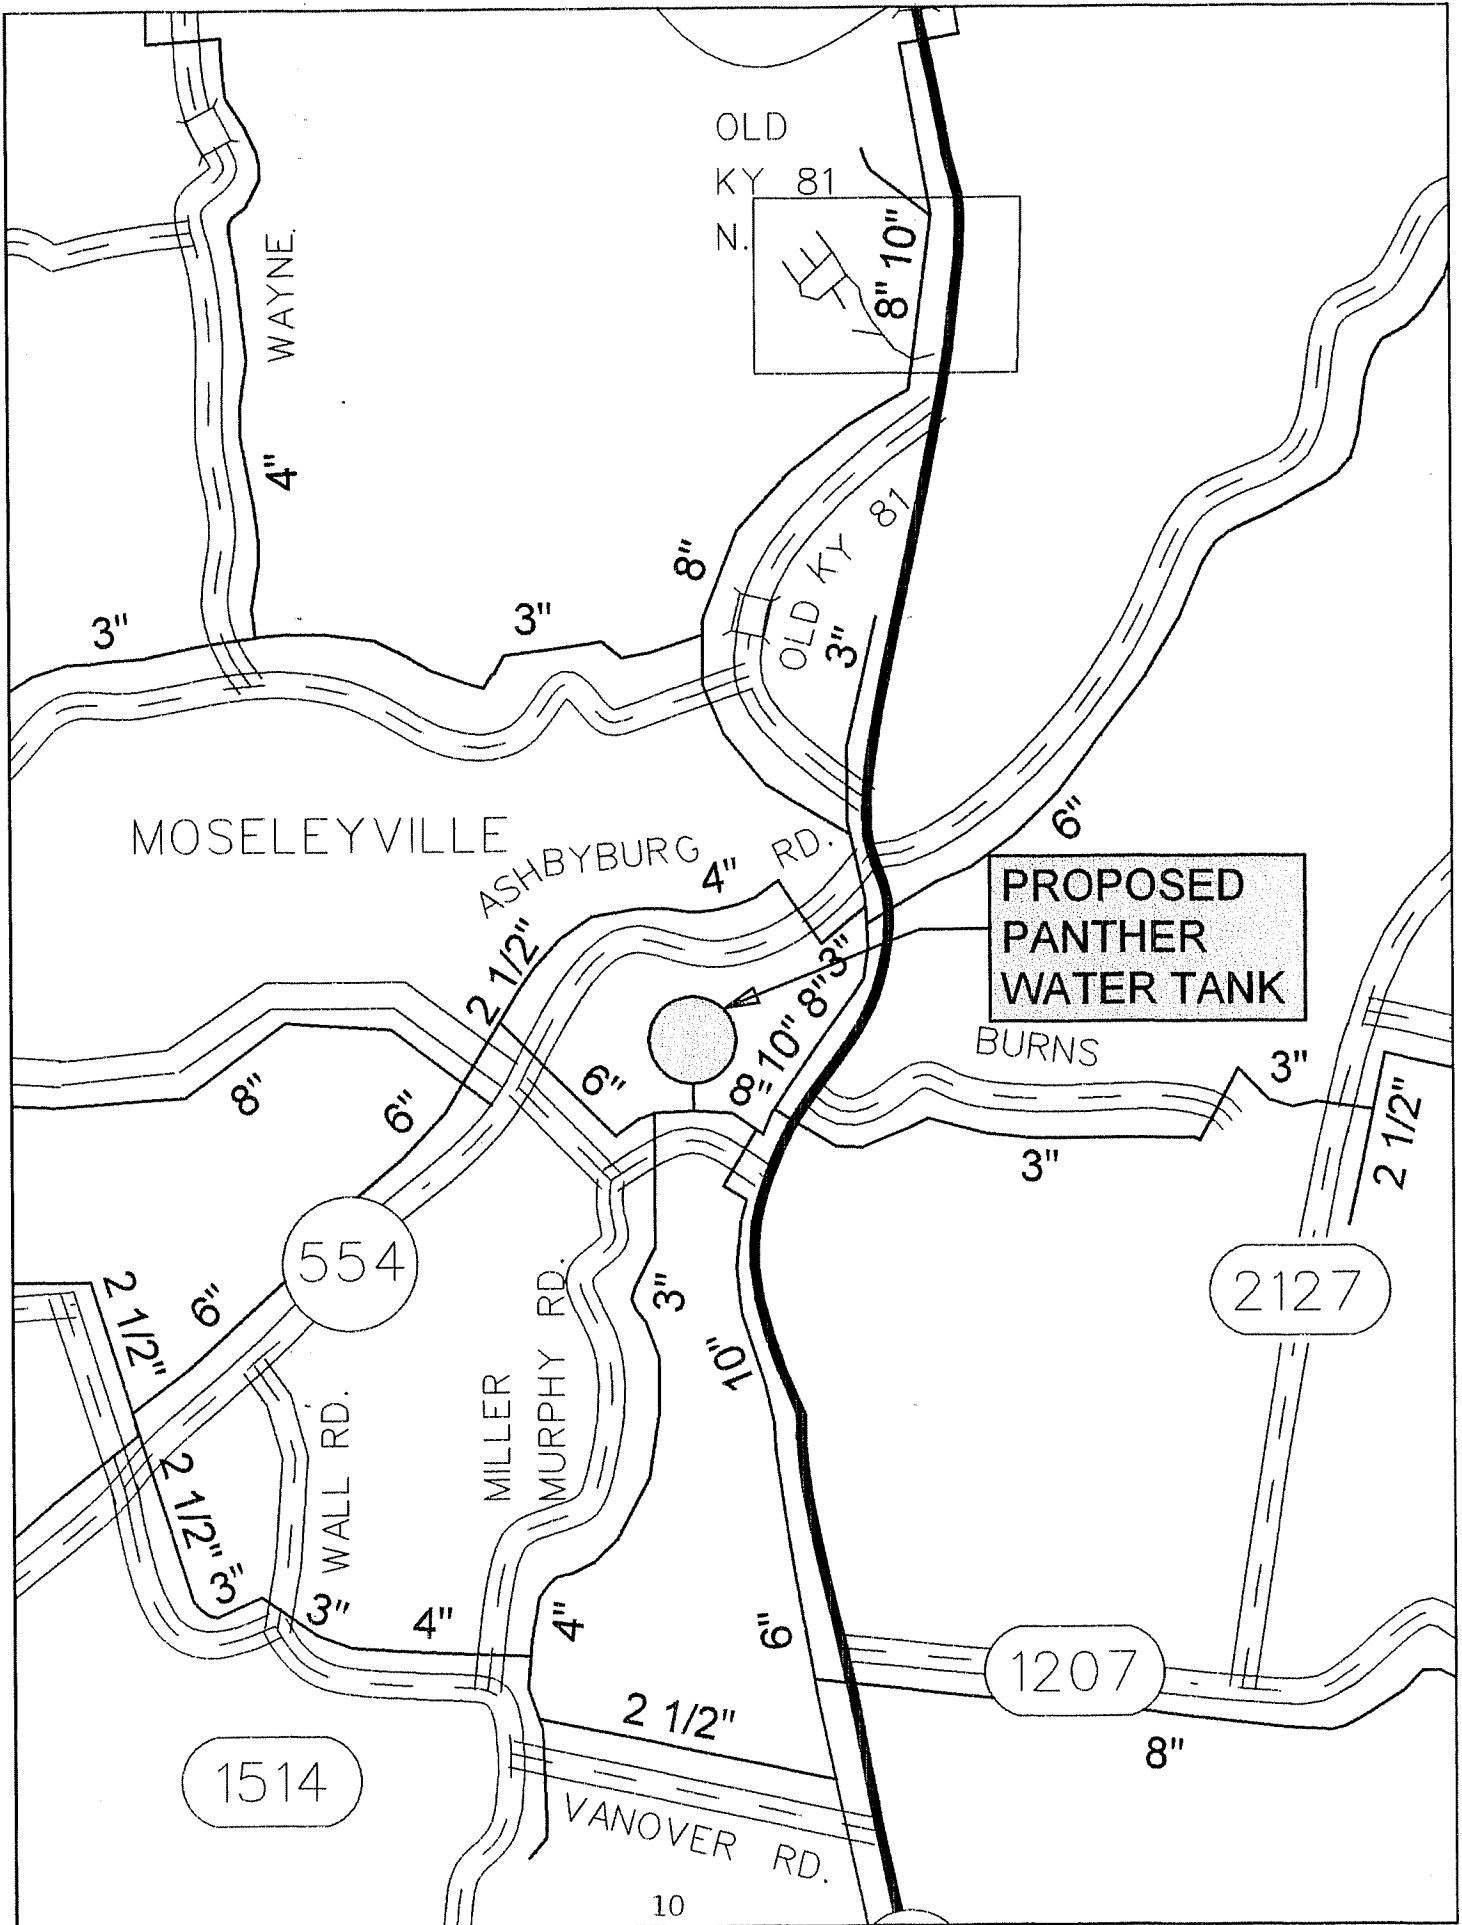 OLD
KY 81
N.
8" 10"
WAYNE.
4"
8"
OLD KY 81
3"
3"
3"
MOSELEYVILLE
ASHBYBURG RD.
4"
6"
PROPOSED
PANTHER
WATER TANK
2 1/2"
3"
8"
10"
8"
BURNS
3"
6"
8"
6"
3"
2 1/2"
554
2127
2 1/2"
6"
3"
10"
MILLER
MURPHY RD.
WALL RD.
2 1/2"
3"
3"
4"
4"
6"
1207
2 1/2"
8"
1514
VANOVER RD.
10